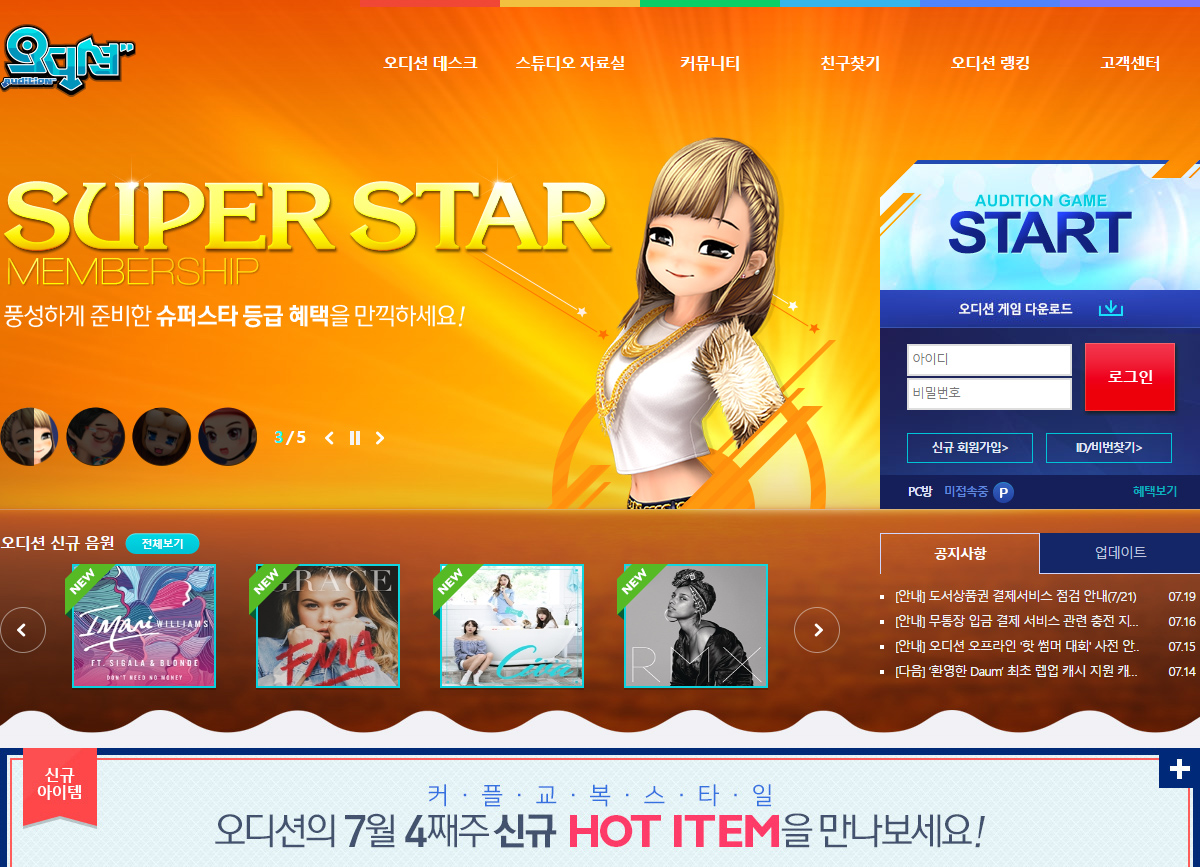 오디션
Audition
오디션 데스크 스튜디오 자료실 커뮤니티 친구찾기 오디션 랭킹 고객센터
SUPER STAR
MEMBERSHIP
풍성하게 준비한 슈퍼스타 등급 혜택을 만끽하세요!
3/5
AUDITION GAME
START
오디션 게임 다운로드
아이디
비밀번호
로그인
신규 회원가입>
ID/비번찾기>
PC방 미접속중 P 혜택보기
오디션 신규 음원 전체보기
NEW
IMANI WILLIAMS
FT. SIGALA & BLONDE
DON'T NEED NO MONEY
NEW
GRACE
FMA
NEW
NEW
RMX
공지사항 업데이트
[안내] 도서상품권 결제서비스 점검 안내(7/21) 07.19
[안내] 무통장 입금 결제 서비스 관련 충전 지... 07.16
[안내] 오디션 오프라인 '핫 썸머 대회' 사전 안.. 07.15
[다음] '환영한 Daum' 최초 렙업 캐시 지원 캐... 07.14
신규
아이템
커·플·교·복·스·타·일
오디션의 7월 4째주 신규 HOT ITEM을 만나보세요!